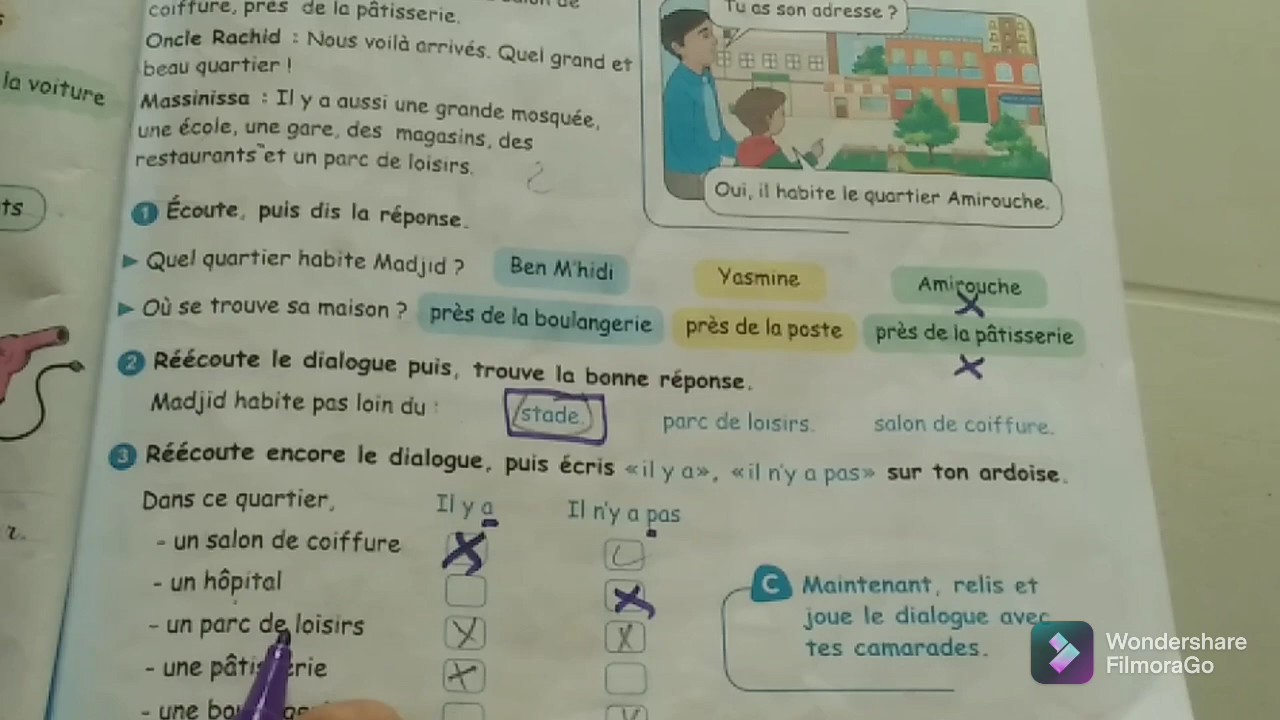 coiffure, près de la pâtisserie.
Oncle Rachid : Nous voilà arrivés. Quel grand et
beau quartier !
Massinissa : Il y a aussi une grande mosquée,
une école, une gare, des magasins, des
restaurants et un parc de loisirs.
la voiture
ts
Tu as son adresse ?
Oui, il habite le quartier Amirouche.
1 Écoute, puis dis la réponse.
Quel quartier habite Madjid ? Ben M'hidi Yasmine Amirouche
Où se trouve sa maison ? près de la boulangerie près de la poste près de la pâtisserie
2 Réécoute le dialogue puis, trouve la bonne réponse.
Madjid habite pas loin du : stade. parc de loisirs. salon de coiffure.
3 Réécoute encore le dialogue, puis écris «il y a», «il n'y a pas» sur ton ardoise.
Dans ce quartier, Il y a Il n'y a pas
- un salon de coiffure
- un hôpital
- un parc de loisirs
- une
- une
C Maintenant, relis et
joue le dialogue avec
tes camarades.
Wondershare
FilmoraGo